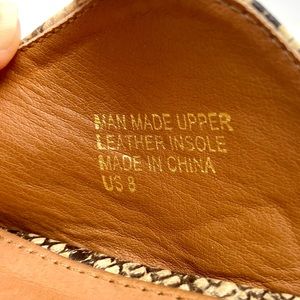 MAN MADE UPPER
LEATHER INSOLE
MADE IN CHINA
US 8